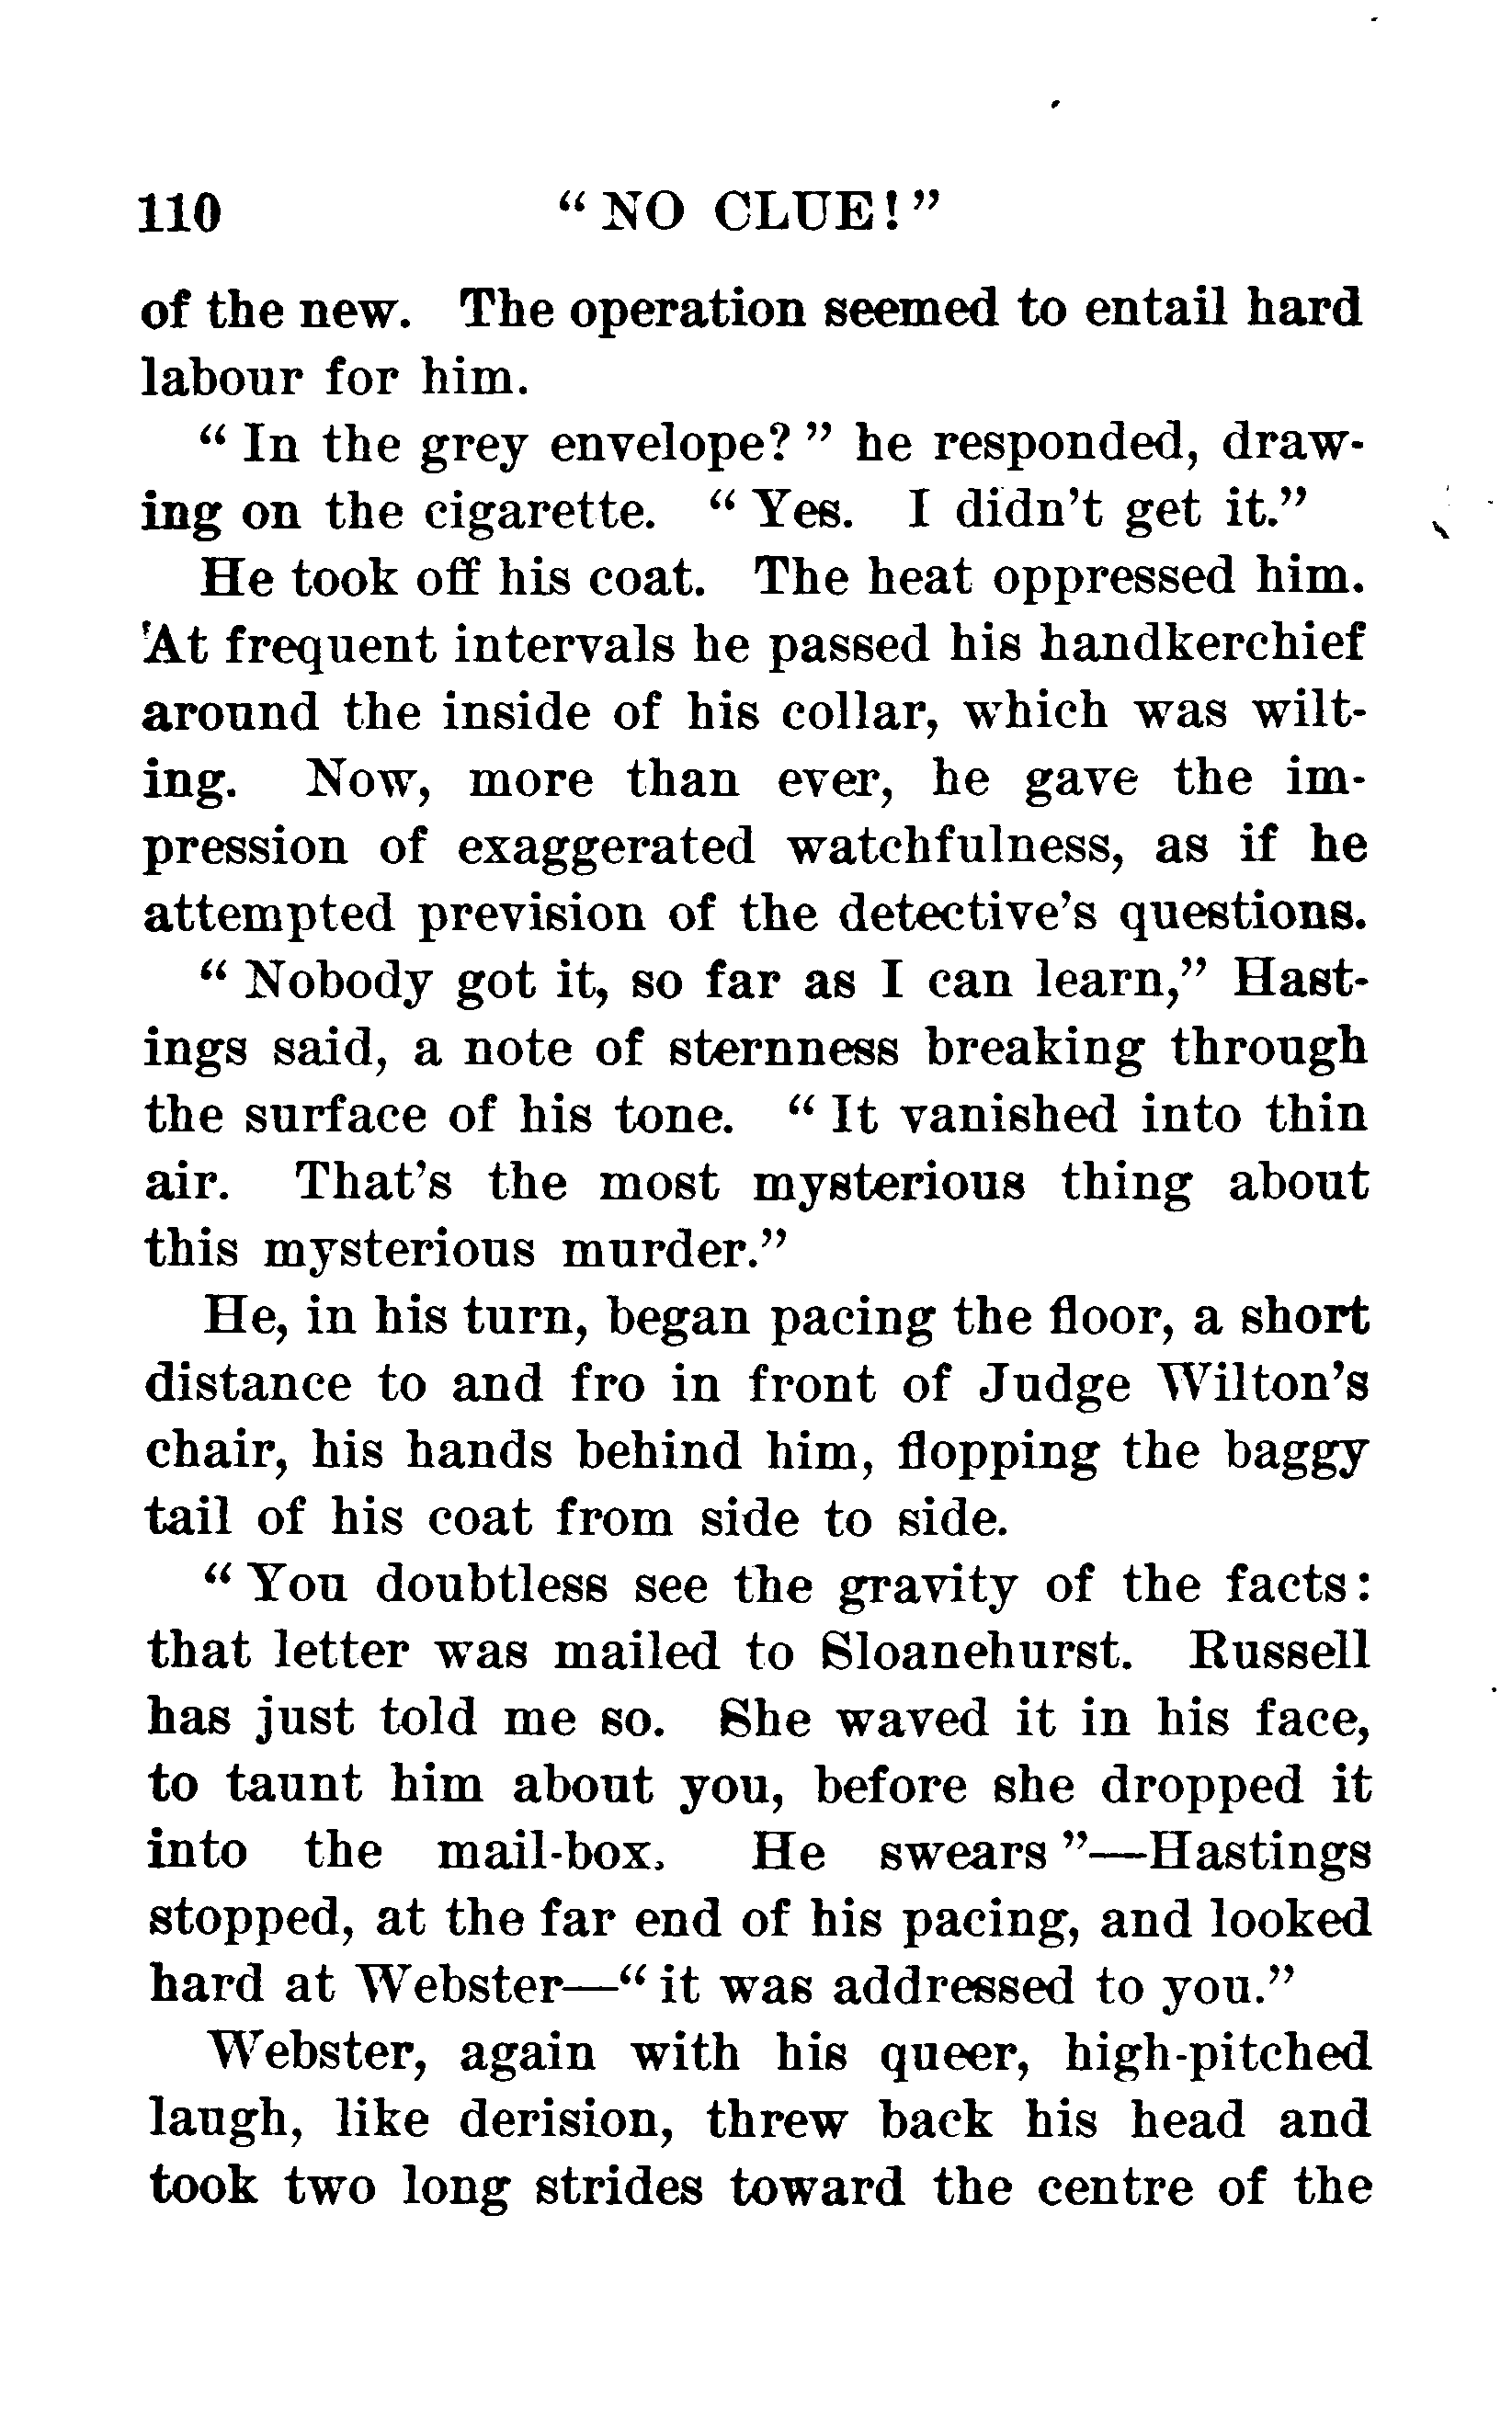 110 “ NO CLUE! ”
of the new. The operation seemed to entail hard
labour for him.
“ In the grey envelope? ” he responded, draw-
ing on the cigarette. “ Yes. I didn’t get it.”
He took off his coat. The heat oppressed him.
'At frequent intervals he passed his handkerchief
around the inside of his collar, which was wilt-
ing. Now, more than ever, he gave the im-
pression of exaggerated watchfulness, as if he
attempted prevision of the detective’s questions.
“ Nobody got it, so far as I can learn,” Hast-
ings said, a note of sternness breaking through
the surface of his tone. “ It vanished into thin
air. That’s the most mysterious thing about
this mysterious murder.”
He, in his turn, began pacing the floor, a short
distance to and fro in front of Judge Wilton’s
chair, his hands behind him, flopping the baggy
tail of his coat from side to side.
“ You doubtless see the gravity of the facts:
that letter was mailed to Sloanehurst. Russell
has just told me so. She waved it in his face,
to taunt him about you, before she dropped it
into the mail-box. He swears ”—Hastings
stopped, at the far end of his pacing, and looked
hard at Webster—“ it was addressed to you.”
Webster, again with his queer, high-pitched
laugh, like derision, threw back his head and
took two long strides toward the centre of the